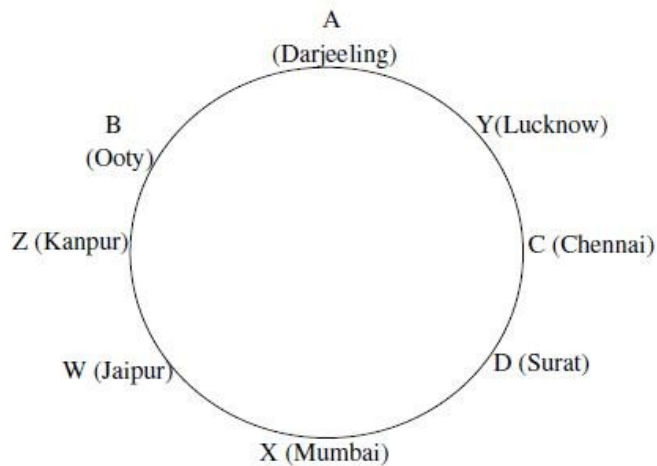 A
(Darjeeling)
B
(Ooty)
Y(Lucknow)
Z (Kanpur)
C (Chennai)
W (Jaipur)
D (Surat)
X (Mumbai)